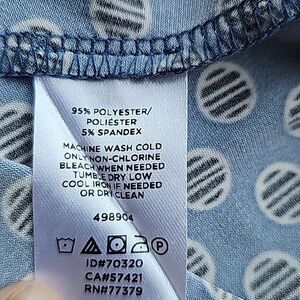 95% POLYESTER/
POLIÉSTER
5% SPANDEX
MACHINE WASH COLD
ONLY NON-CHLORINE
BLEACH WHEN NEEDED
TUMBLE DRY LOW
COOL IRON IF NEEDED
OR DRY CLEAN
498904
ID#70320
CA#57421
RN#77379